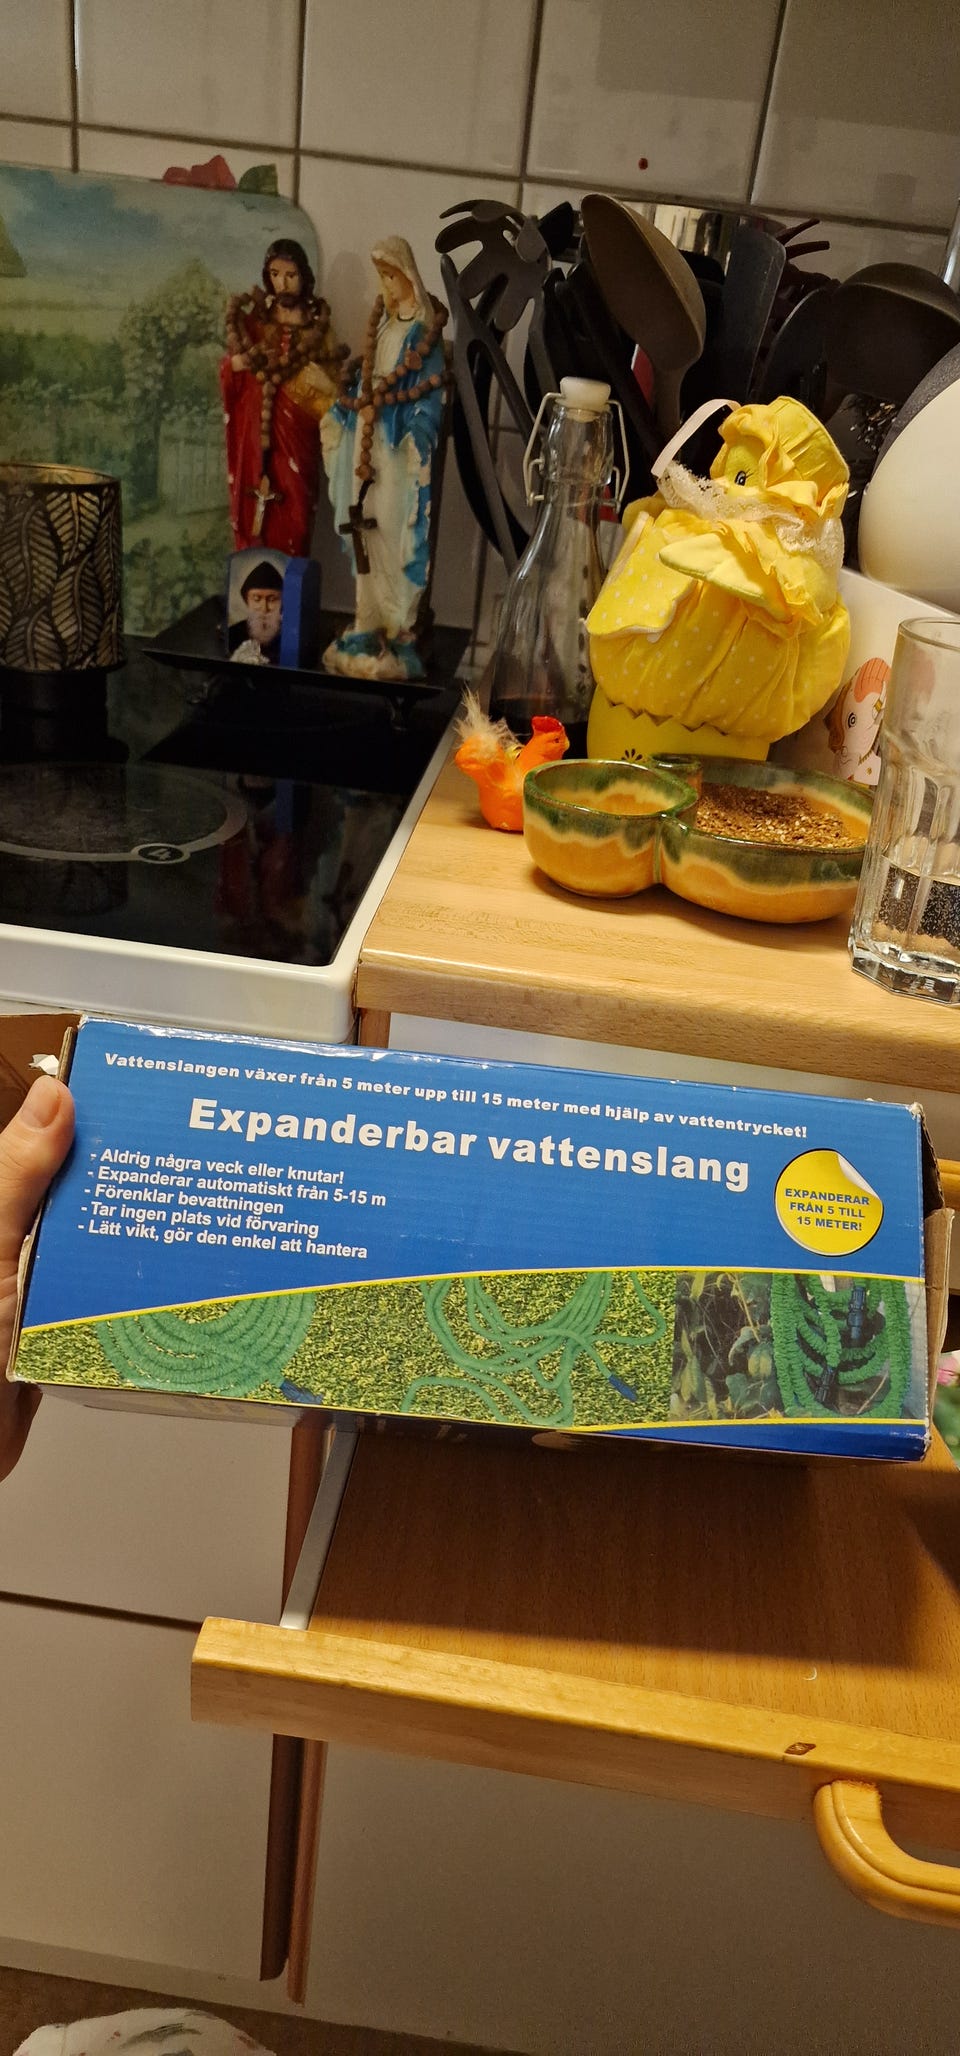 4
Vattenslangen växer från 5 meter upp till 15 meter med hjälp av vattentrycket!
Expanderbar vattenslang
- Aldrig några veck eller knutar!
- Expanderar automatiskt från 5-15 m
- Förenklar bevattningen
- Tar ingen plats vid förvaring
- Lätt vikt, gör den enkel att hantera
EXPANDERAR
FRÅN 5 TILL
15 METER!